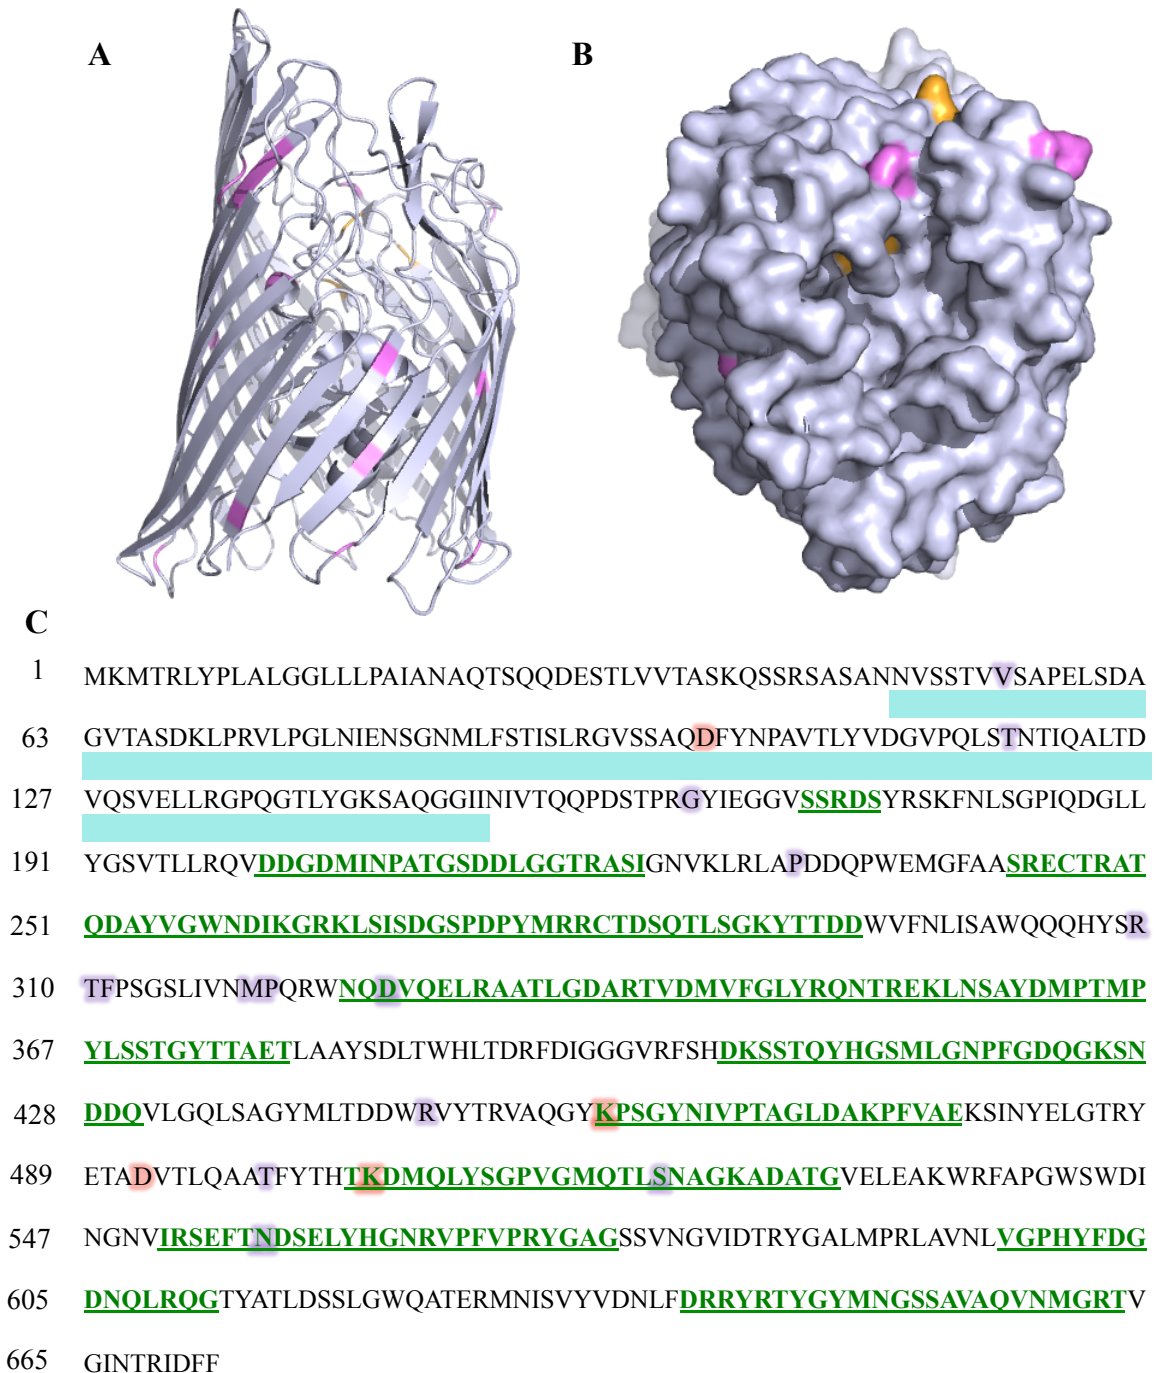 A
B
C
1 MKMTRLYPLALGGLLLPAIANAQTSQQDESTLVVTASKQSSRSASANNVSSTVVSAPELSDA
63 GVTASDKLPRVLPGLNIENSGNMLFSTISLRGVSSAQDFYNPAVTLYVDGVPQLSTNTIQALTD
127 VQSVELLRGPQGTLYGKSAQGGIINIVTQQPDSTPRGYIEGGVSSRDSYRSKFNLSGPIQDGLL
191 YGSVTLLRQVDDGDMINPATGSDDLGGTRASIGNVKLRLAPDDQPWEMGFAASRECTRAT
251 QDAYVGWNDIKGRKLSISDGSPDPYMRRCTDSQTLSGKYTTDDWVFNLISAWQQQHYSR
310 TFPSGSLIVNMPQRWNQDVQELRAATLGDARTVDMVFGLYRQNTREKLNSAYDMPTMP
367 YLSSTGYTTAETLAAYSDLTWHLTDRFDIGGGVRFSHDKSSTQYHGSMLGNPFGDQGKSN
428 DDQVLGQLSAGYMLTDDWRVYTRVAQGYKPSGYNIVPTAGLDAKPFVAEKSINYELGTRY
489 ETADVTLQAATFYTHTKDMQLYSGPVGMQTLSNAGKADATGVELEAKWRFAPGWSWDI
547 NGNVIRSEFTNDSELYHGNRVPFVPRYGAGSSVNGVIDTRYGALMPRLAVNLVGPHYFDG
605 DNQLRQGTYATLDSSLGWQATERMNISVYVDNLFDRRYRTYGYMNGSSAVAQVNMGRTV
665 GINTRIDFF